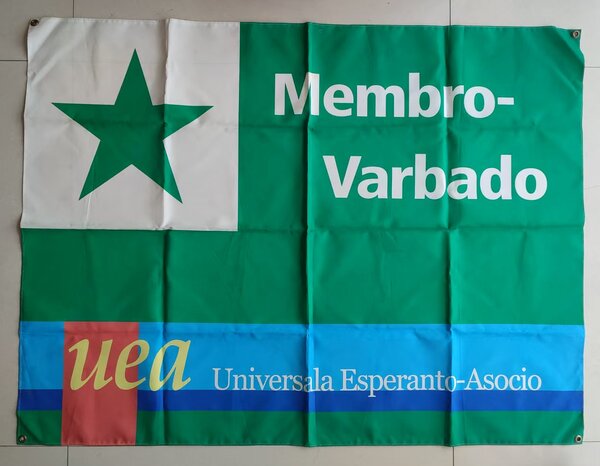 Membro-
Varbado
uea Universala Esperanto-Asocio